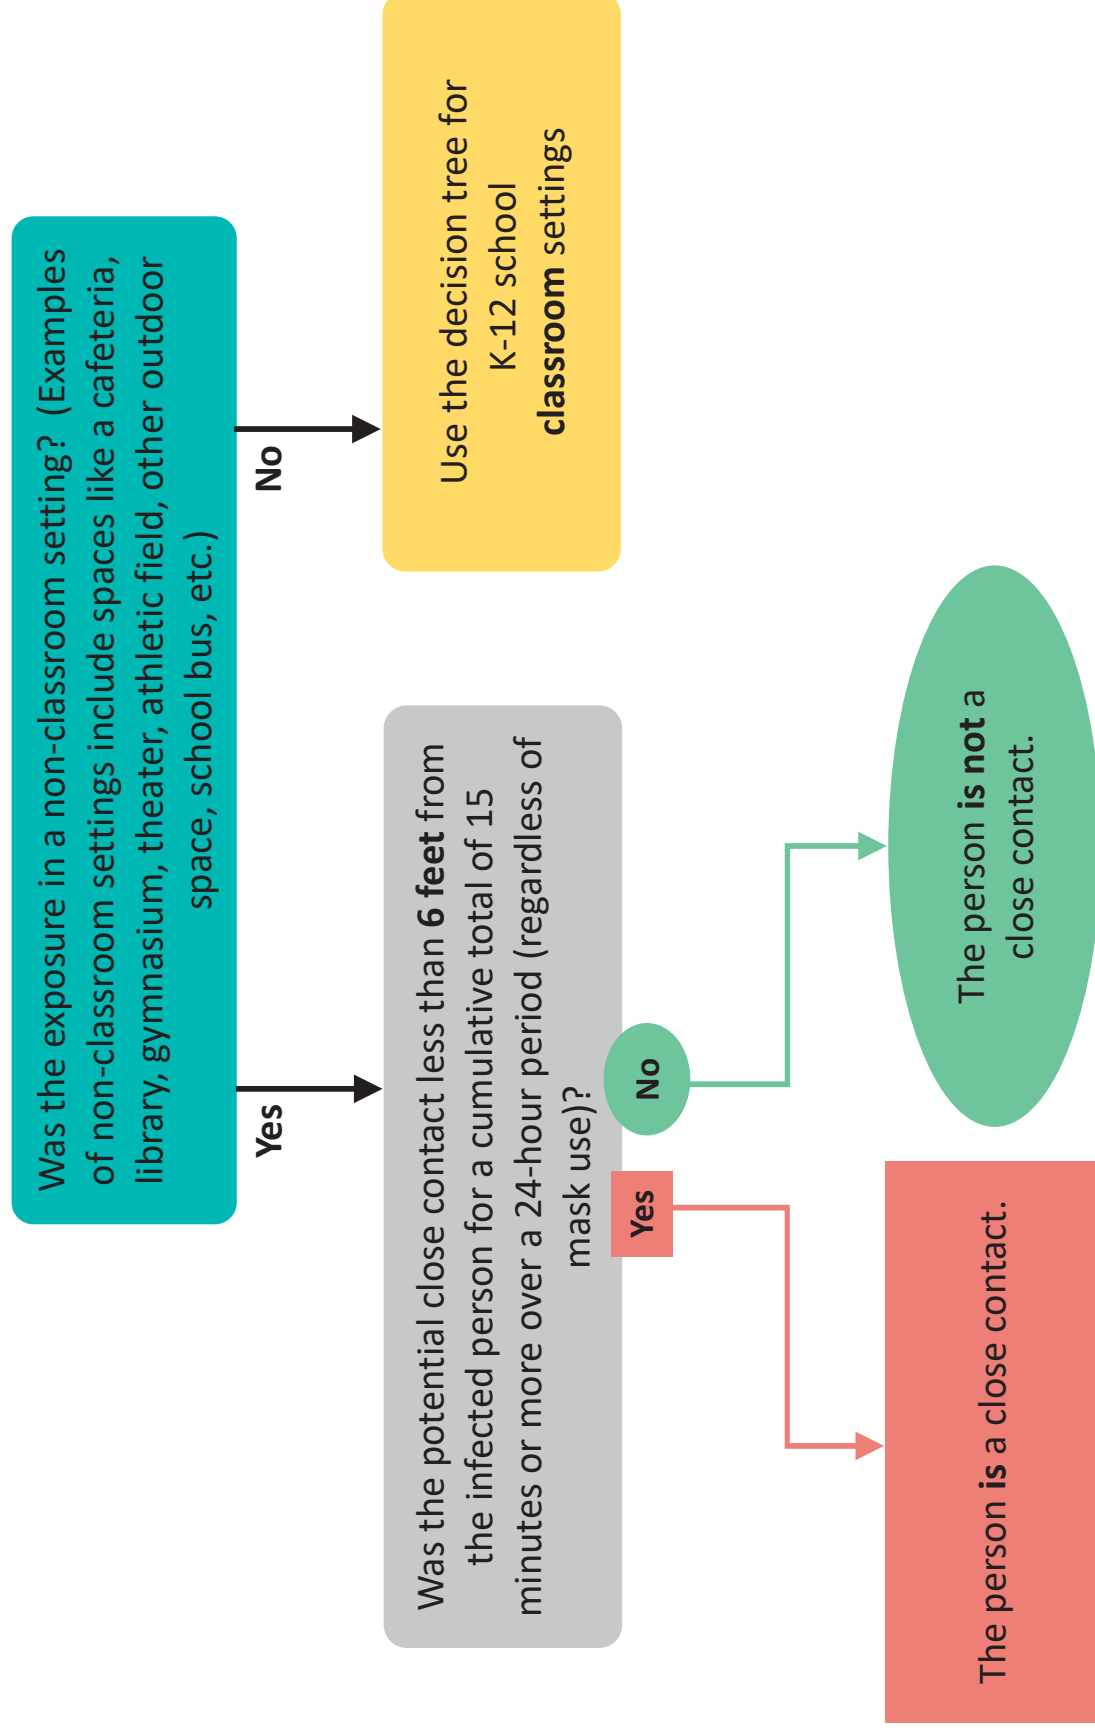 Was the exposure in a non-classroom setting?  (Examples
of non-classroom settings include spaces like a cafeteria,
library, gymnasium, theater, athletic field, other outdoor
space, school bus, etc.)
Yes
No
Was the potential close contact less than 6 feet from
the infected person for a cumulative total of 15
minutes or more over a 24-hour period (regardless of
mask use)?
Use the decision tree for
K-12 school
classroom settings
Yes
No
The person is a close contact.
The person is not a
close contact.